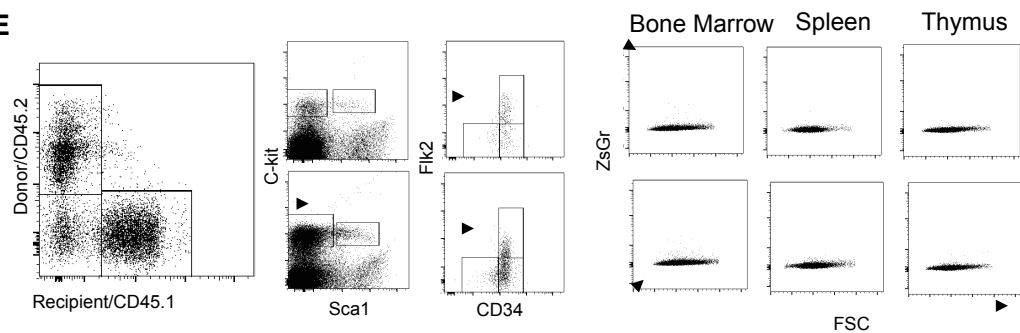 E
Bone Marrow Spleen Thymus
Donor/CD45.2
C-kit
Flk2
ZsGr
Recipient/CD45.1
Sca1
CD34
FSC